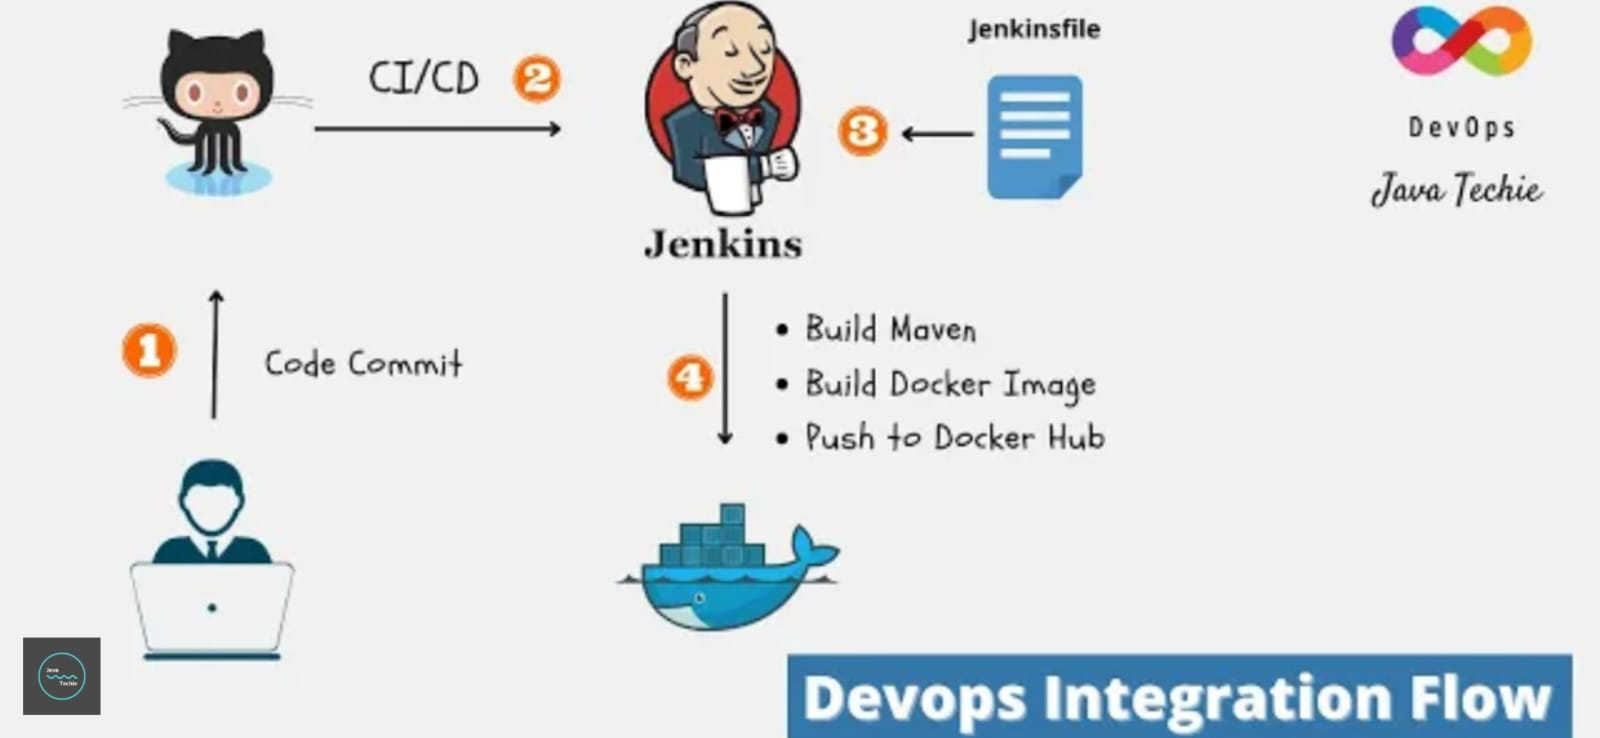 Jenkinsfile
CI/CD 2
3
DevOps
Java Techie
Jenkins
1
Code Commit
4
• Build Maven
• Build Docker Image
• Push to Docker Hub
Java
Techie
Devops Integration Flow